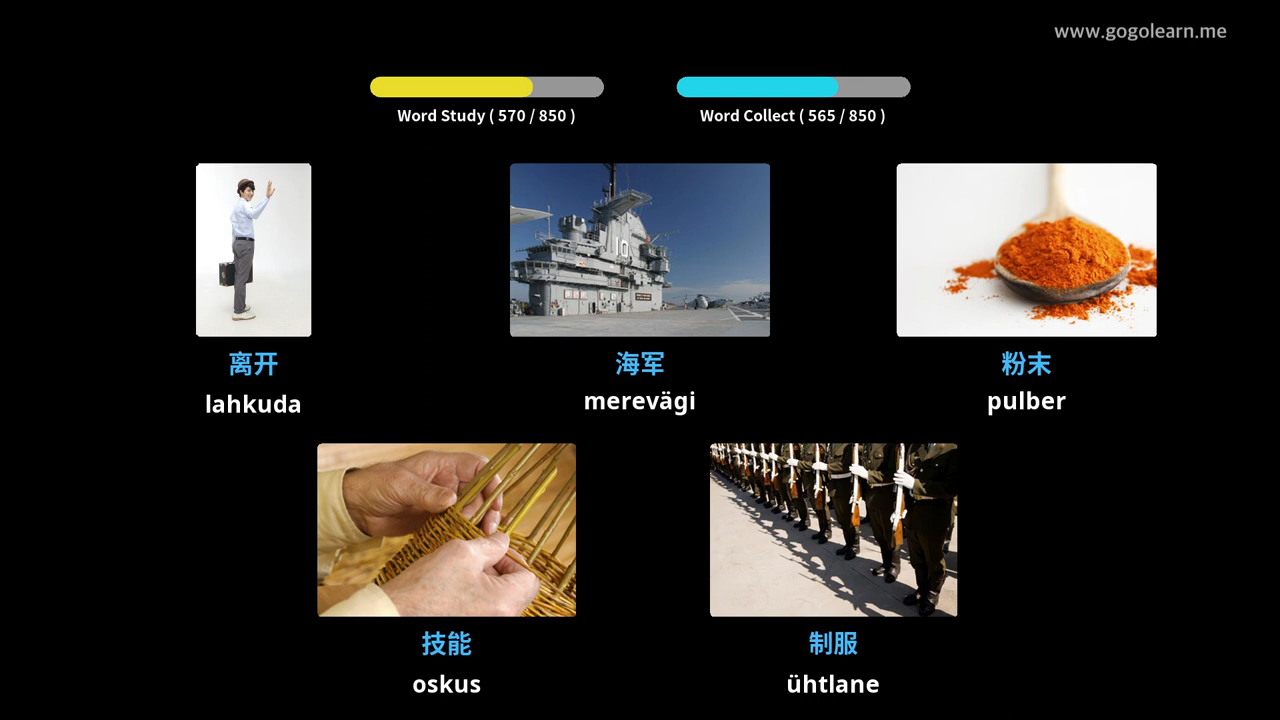 www.gogolearn.me
Word Study ( 570 / 850 )
Word Collect ( 565 / 850 )
离开
lahkuda
海军
merevägi
粉末
pulber
10
技能
oskus
制服
ühtlane